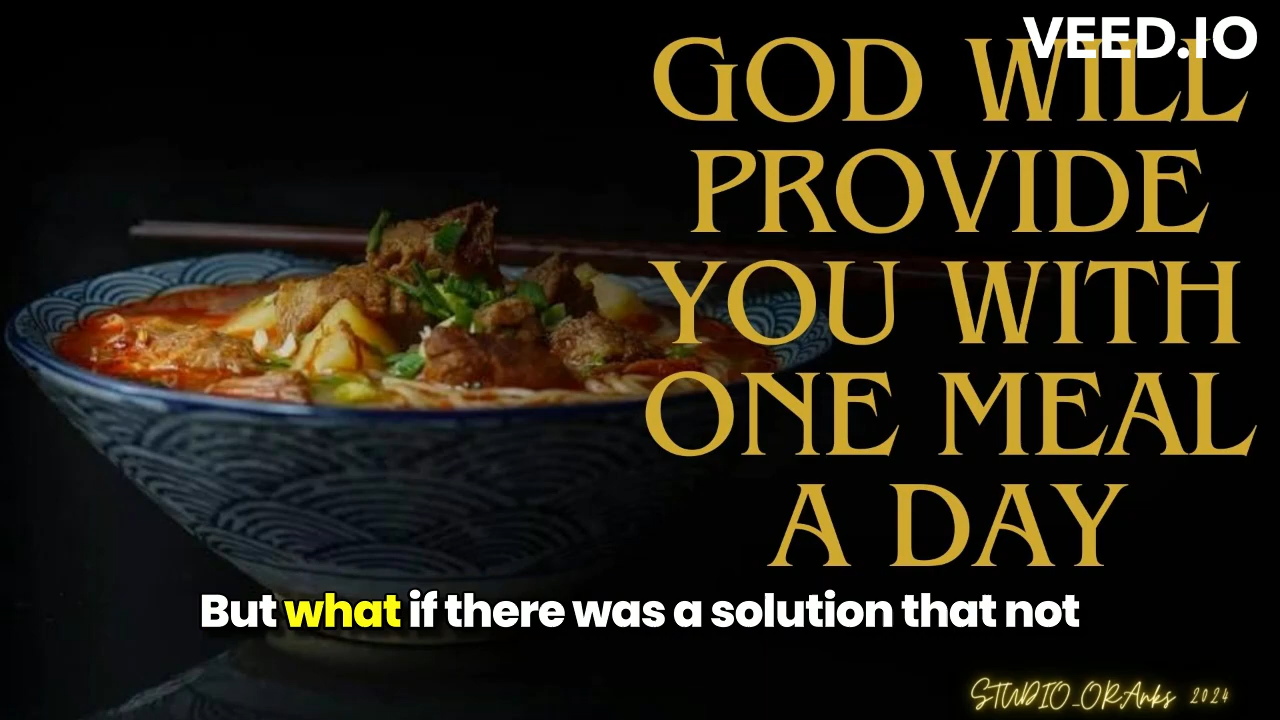 VEED.IO
GOD WILL
PROVIDE
YOU WITH
ONE MEAL
A DAY
But what if there was a solution that not
STUDIO_ORAnks 2024